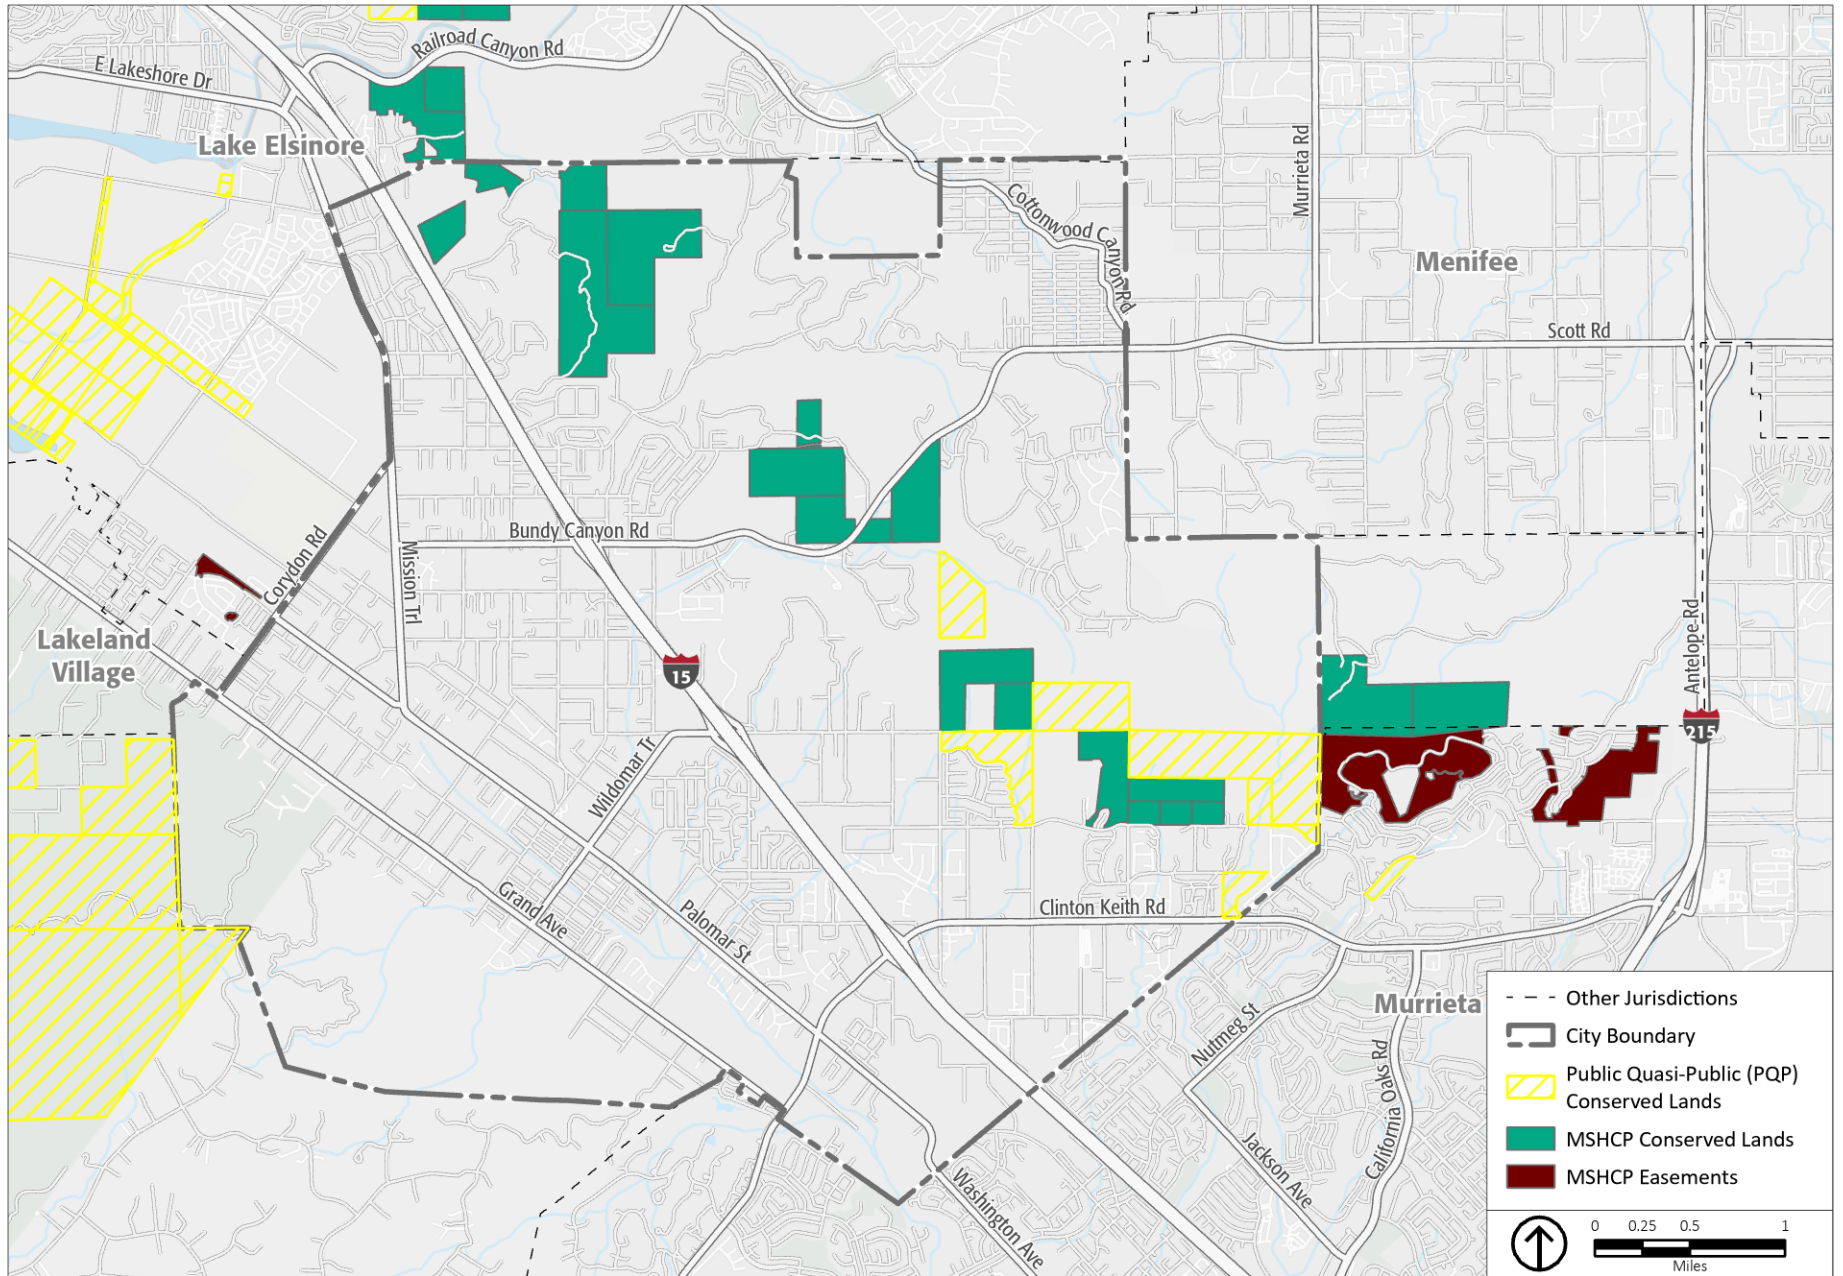 Railroad Canyon Rd
E Lakeshore Dr
Lake Elsinore
Murrieta Rd
Cottonwood Canyon Rd
Menifee
Scott Rd
Bundy Canyon Rd
Corydon Rd
Mission Trl
Lakeland
Village
Antelope Rd
15
215
Wildomar Tr
Grand Ave
Palomar St
Clinton Keith Rd
Murrieta
Nutmeg St
California Oaks Rd
Jackson Ave
Washington Ave
Other Jurisdictions
City Boundary
Public Quasi-Public (PQP)
Conserved Lands
MSHCP Conserved Lands
MSHCP Easements
0 0.25 0.5 1
Miles